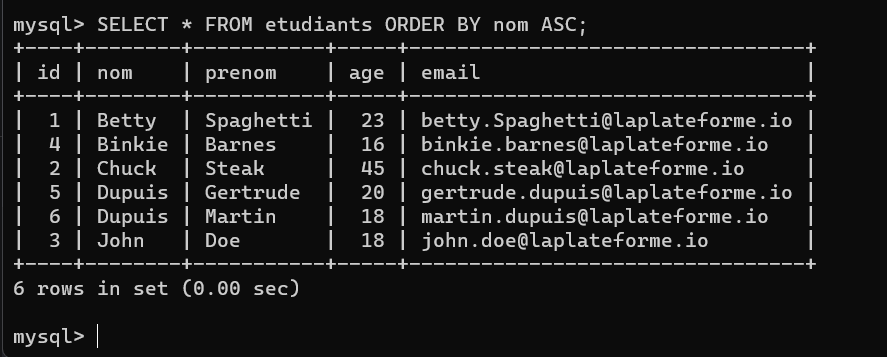 mysql> SELECT * FROM etudiants ORDER BY nom ASC;
+----+--------+-----------+-----+---------------------------------+
| id | nom    | prenom    | age | email                           |
+----+--------+-----------+-----+---------------------------------+
|  1 | Betty  | Spaghetti |  23 | betty.Spaghetti@laplateforme.io |
|  4 | Binkie | Barnes    |  16 | binkie.barnes@laplateforme.io   |
|  2 | Chuck  | Steak     |  45 | chuck.steak@laplateforme.io     |
|  5 | Dupuis | Gertrude  |  20 | gertrude.dupuis@laplateforme.io |
|  6 | Dupuis | Martin    |  18 | martin.dupuis@laplateforme.io   |
|  3 | John   | Doe       |  18 | john.doe@laplateforme.io        |
+----+--------+-----------+-----+---------------------------------+
6 rows in set (0.00 sec)
mysql>